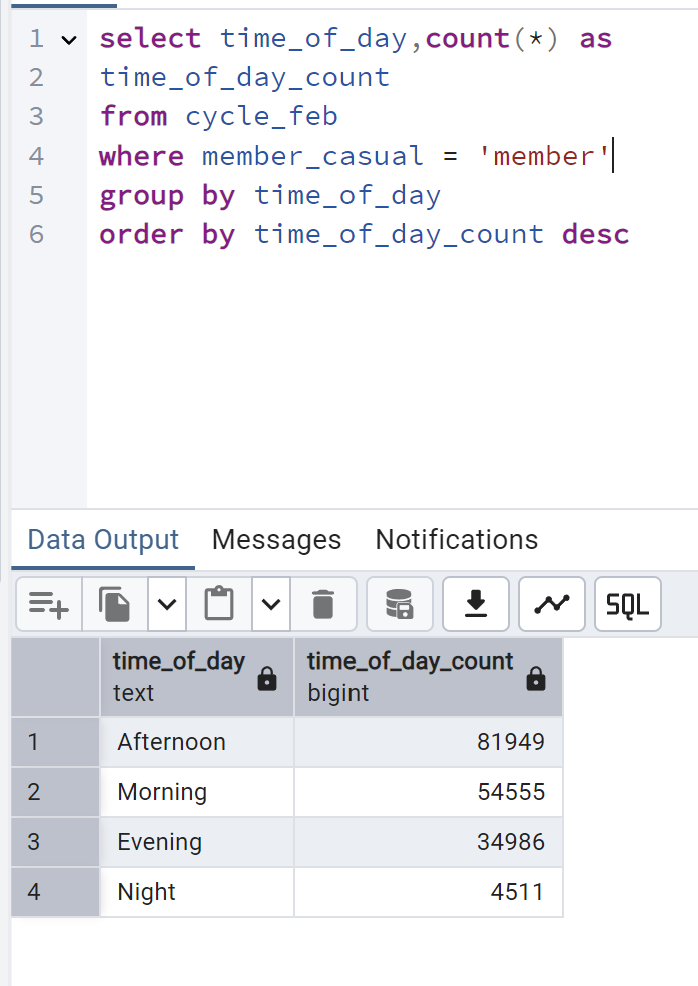 1 select time_of_day,count(*) as
2 time_of_day_count
3 from cycle_feb
4 where member_casual = 'member'
5 group by time_of_day
6 order by time_of_day_count desc
Data Output Messages Notifications
SQL
time_of_day time_of_day_count
text bigint
1 Afternoon 81949
2 Morning 54555
3 Evening 34986
4 Night 4511